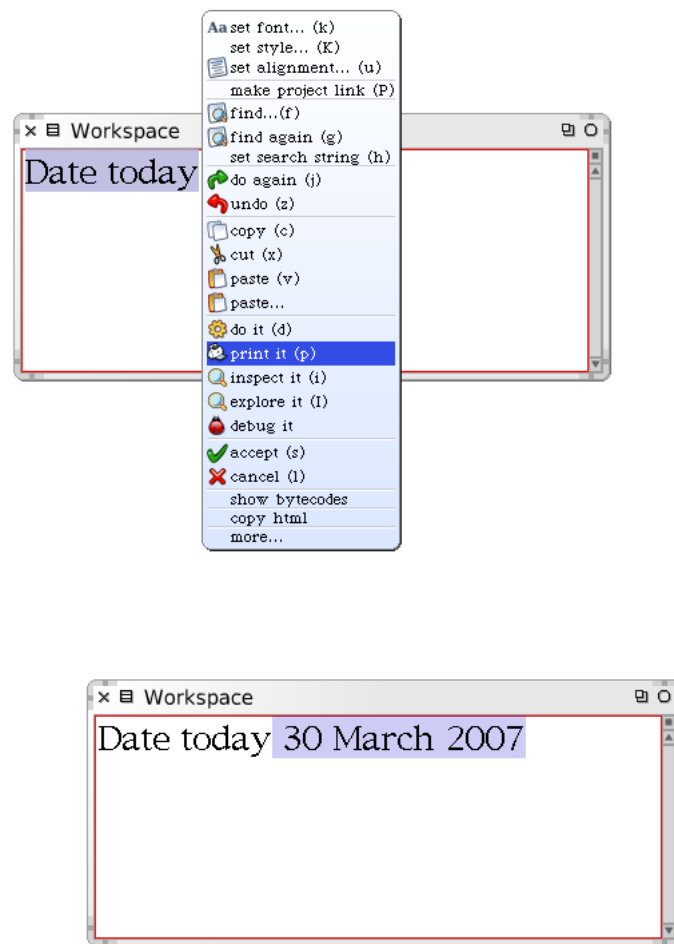 Aa set font... (k)
set style... (K)
set alignment... (u)
make project link (P)
find...(f)
find again (g)
set search string (h)
do again (j)
undo (z)
copy (c)
cut (x)
paste (v)
paste...
do it (d)
print it (p)
inspect it (i)
explore it (I)
debug it
accept (s)
cancel (l)
show bytecodes
copy html
more...
Workspace
Date today
Workspace
Date today 30 March 2007